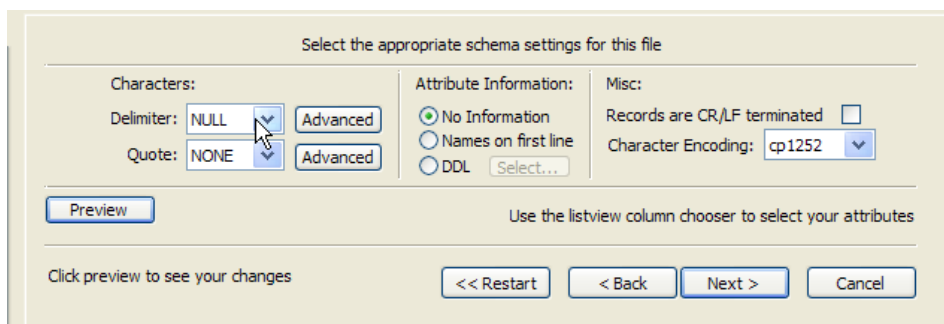 Select the appropriate schema settings for this file
Characters:
Delimiter: NULL Advanced
Quote: NONE Advanced
Attribute Information:
No Information
Names on first line
DDL Select...
Misc:
Records are CR/LF terminated
Character Encoding: cp1252
Preview
Use the listview column chooser to select your attributes
Click preview to see your changes
<< Restart < Back Next > Cancel